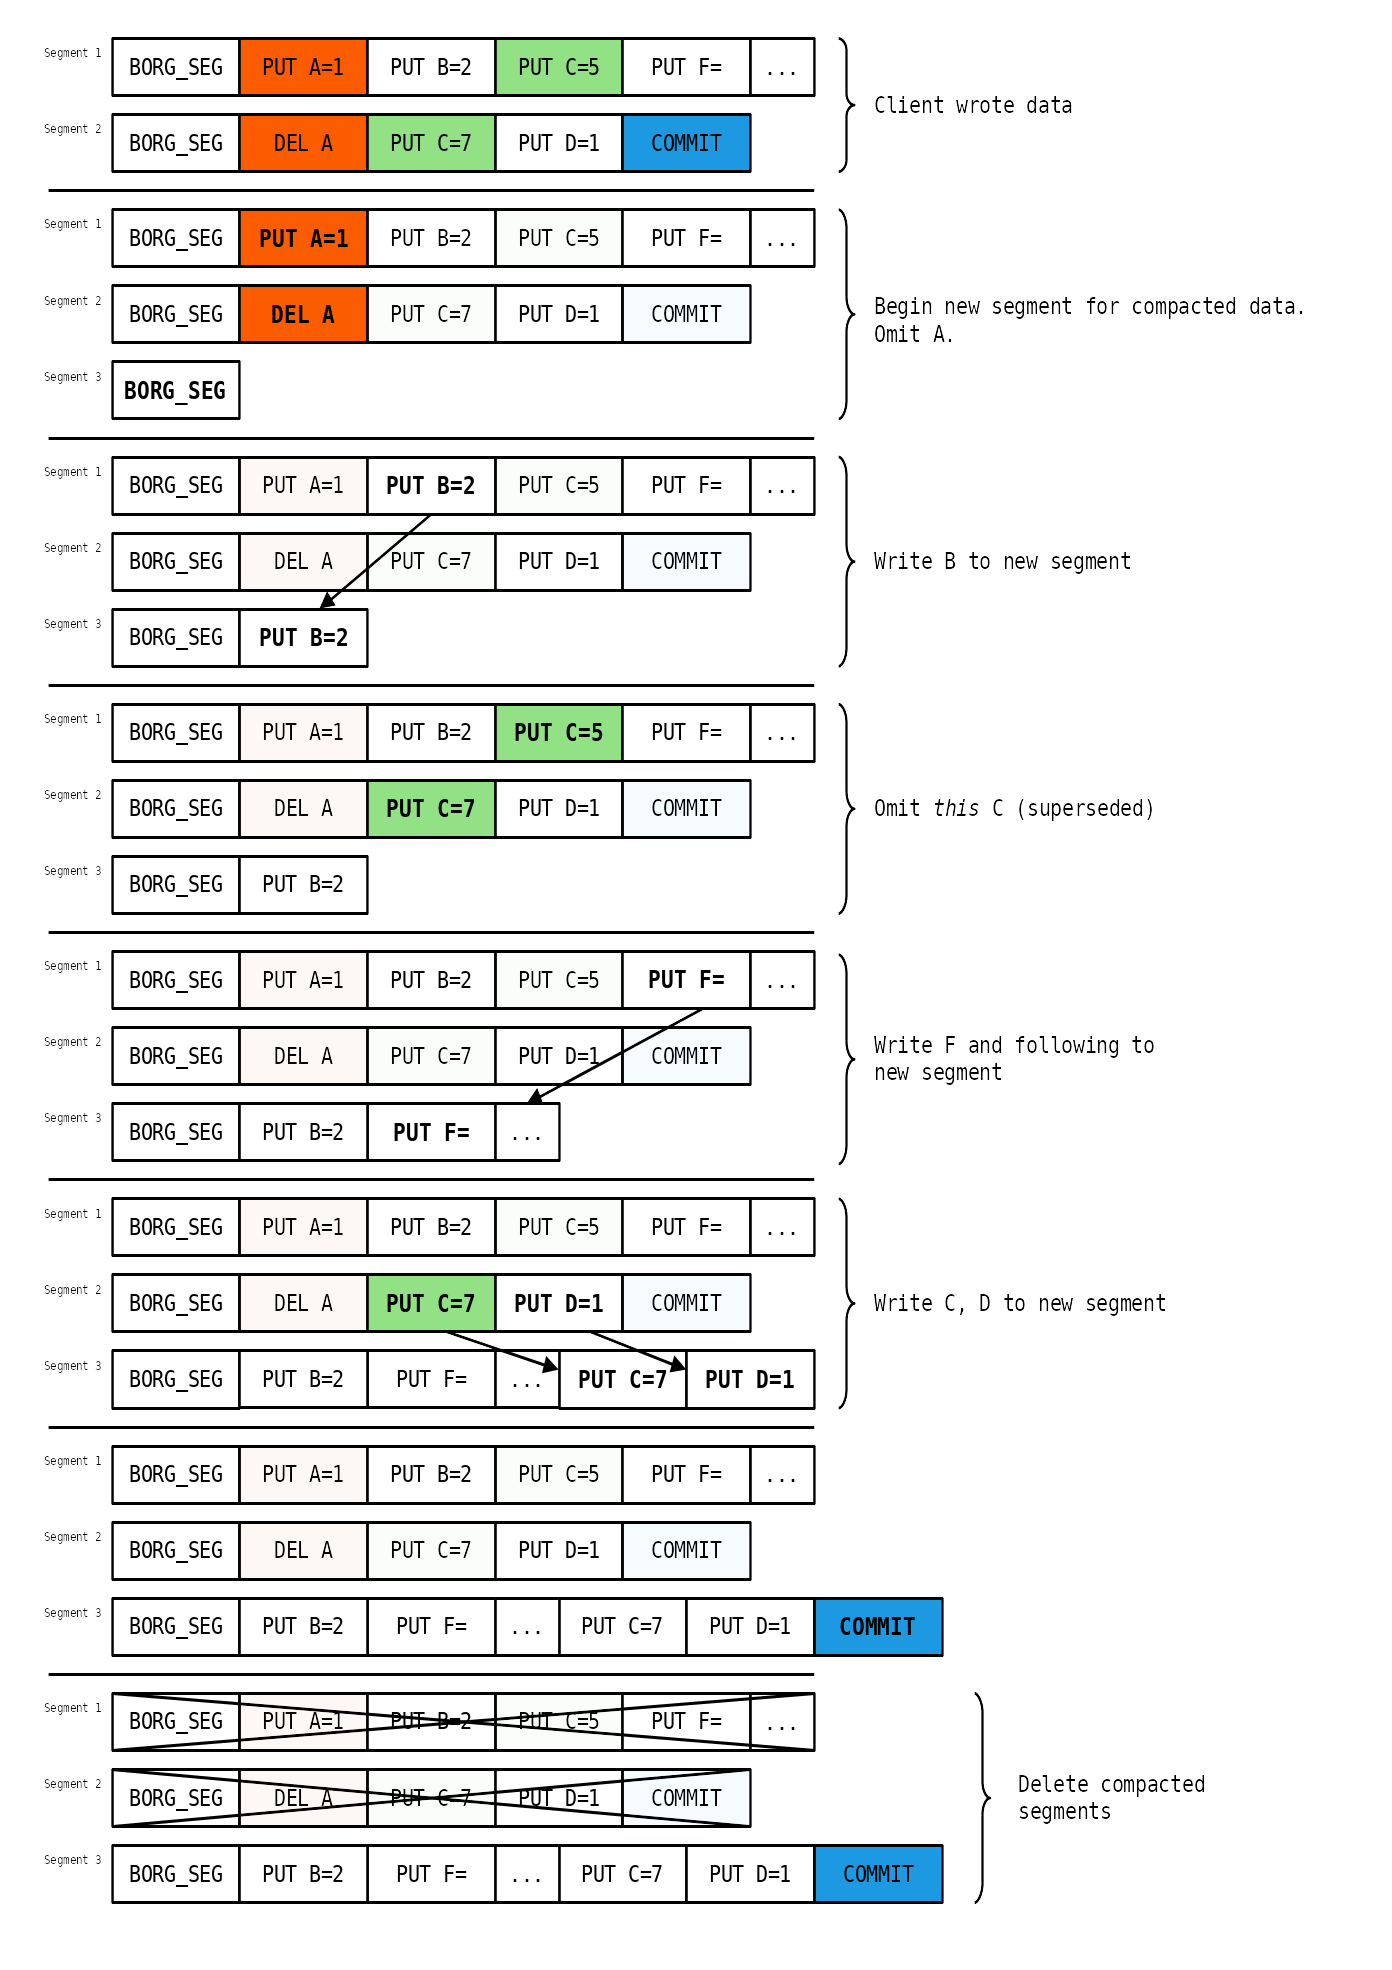 Segment 1 BORG_SEG PUT A=1 PUT B=2 PUT C=5 PUT F= ...
Client wrote data
Segment 2 BORG_SEG DEL A PUT C=7 PUT D=1 COMMIT
Segment 1 BORG_SEG PUT A=1 PUT B=2 PUT C=5 PUT F= ...
Segment 2 BORG_SEG DEL A PUT C=7 PUT D=1 COMMIT
Begin new segment for compacted data.
Omit A.
Segment 3 BORG_SEG
Segment 1 BORG_SEG PUT A=1 PUT B=2 PUT C=5 PUT F= ...
Segment 2 BORG_SEG DEL A PUT C=7 PUT D=1 COMMIT
Write B to new segment
Segment 3 BORG_SEG PUT B=2
Segment 1 BORG_SEG PUT A=1 PUT B=2 PUT C=5 PUT F= ...
Segment 2 BORG_SEG DEL A PUT C=7 PUT D=1 COMMIT
Omit this C (superseded)
Segment 3 BORG_SEG PUT B=2
Segment 1 BORG_SEG PUT A=1 PUT B=2 PUT C=5 PUT F= ...
Segment 2 BORG_SEG DEL A PUT C=7 PUT D=1 COMMIT
Write F and following to
new segment
Segment 3 BORG_SEG PUT B=2 PUT F= ...
Segment 1 BORG_SEG PUT A=1 PUT B=2 PUT C=5 PUT F= ...
Segment 2 BORG_SEG DEL A PUT C=7 PUT D=1 COMMIT
Write C, D to new segment
Segment 3 BORG_SEG PUT B=2 PUT F= ... PUT C=7 PUT D=1
Segment 1 BORG_SEG PUT A=1 PUT B=2 PUT C=5 PUT F= ...
Segment 2 BORG_SEG DEL A PUT C=7 PUT D=1 COMMIT
Segment 3 BORG_SEG PUT B=2 PUT F= ... PUT C=7 PUT D=1 COMMIT
Segment 1 BORG_SEG PUT A=1 PUT B=2 PUT C=5 PUT F= ...
Segment 2 BORG_SEG DEL A PUT C=7 PUT D=1 COMMIT
Delete compacted
segments
Segment 3 BORG_SEG PUT B=2 PUT F= ... PUT C=7 PUT D=1 COMMIT